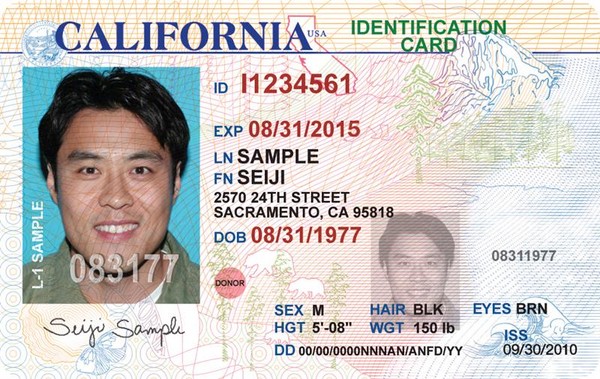 CALIFORNIA USA
IDENTIFICATION
CARD
ID I1234561
EXP 08/31/2015
LN SAMPLE
FN SEIJI
2570 24TH STREET
SACRAMENTO, CA 95818
DOB 08/31/1977
L-1 SAMPLE
083177
08311977
DONOR
SEX M HAIR BLK EYES BRN
HGT 5'-08" WGT 150 lb
ISS
DD 00/00/0000NNNAN/ANFD/YY 09/30/2010
Seiji Sample